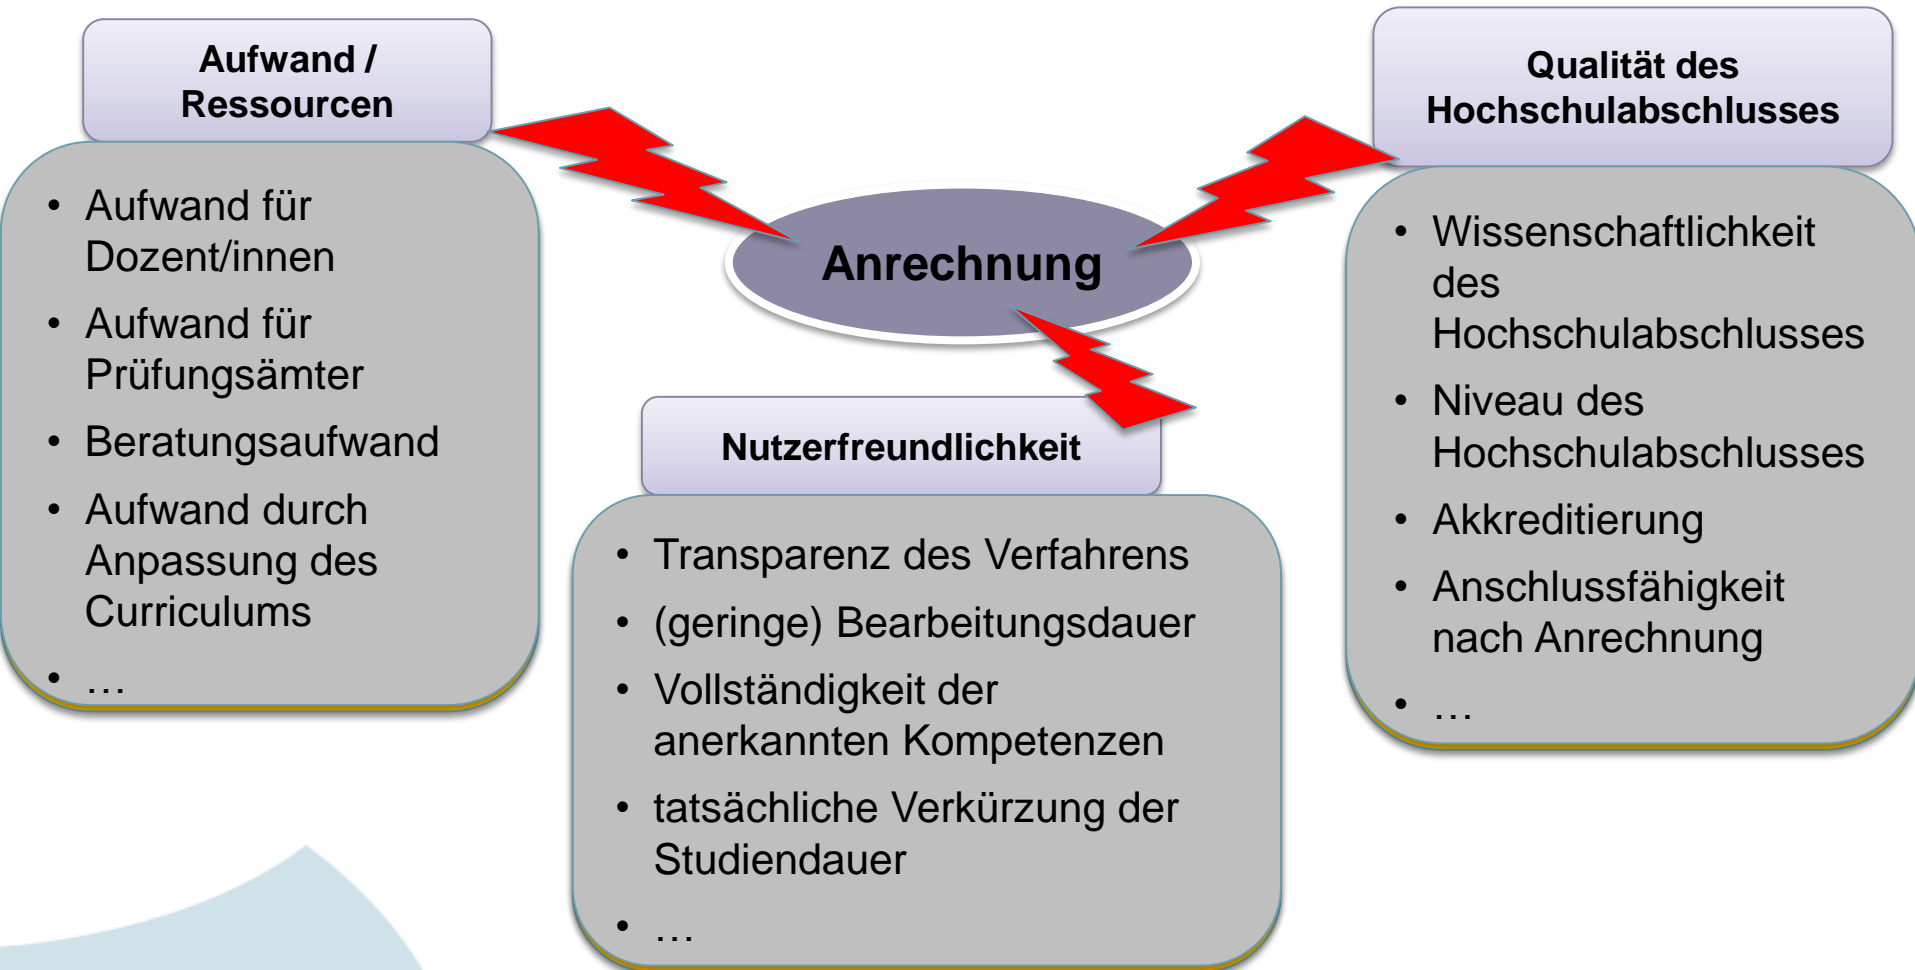 Aufwand /
Ressourcen
• Aufwand für
Dozent/innen
• Aufwand für
Prüfungsämter
• Beratungsaufwand
• Aufwand durch
Anpassung des
Curriculums
• …
Anrechnung
Nutzerfreundlichkeit
• Transparenz des Verfahrens
• (geringe) Bearbeitungsdauer
• Vollständigkeit der
anerkannten Kompetenzen
• tatsächliche Verkürzung der
Studiendauer
• …
Qualität des
Hochschulabschlusses
• Wissenschaftlichkeit
des
Hochschulabschlusses
• Niveau des
Hochschulabschlusses
• Akkreditierung
• Anschlussfähigkeit
nach Anrechnung
• …